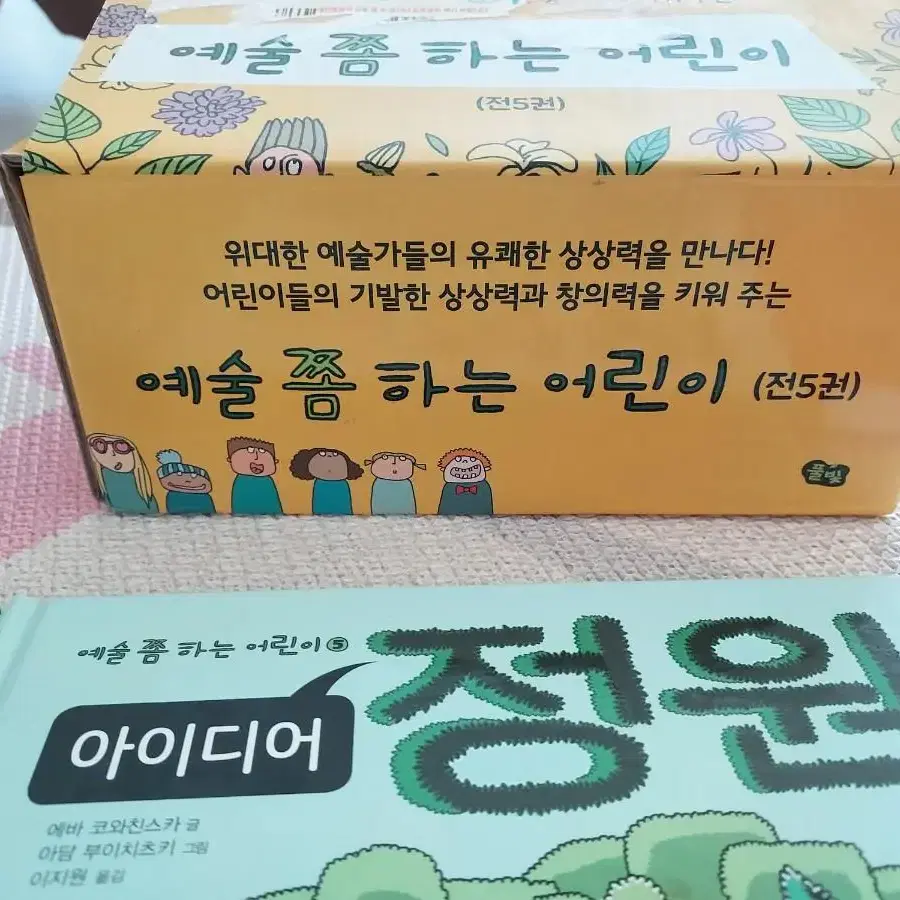 예술 쫌 하는 어린이
(전5권)
위대한 예술가들의 유쾌한 상상력을 만나다!
어린이들의 기발한 상상력과 창의력을 키워 주는
예술 쫌 하는 어린이 (전5권)
풀빛
예술 쫌 하는 어린이 5
정원
아이디어
에바 코와친스카 글
아담 부이치츠키 그림
이지원 옮김